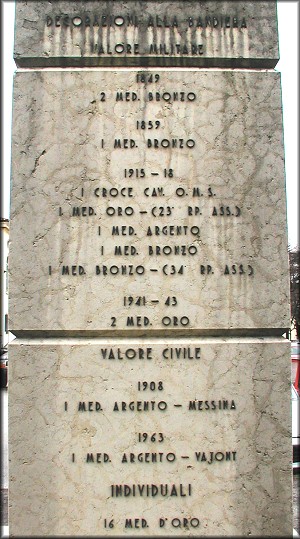 DECORAZIONI ALLA BANDIERA
VALORE MILITARE
1849
2 MED. BRONZO
1859
1 MED. BRONZO
1915 - 18
1 CROCE CAV. O. M. S.
1 MED. ORO - (23° RP. ASS.)
1 MED. ARGENTO
1 MED. BRONZO
1 MED. BRONZO - (34° RP. ASS.)
1941 - 43
2 MED. ORO
VALORE CIVILE
1908
1 MED. ARGENTO - MESSINA
1963
1 MED. ARGENTO - VAJONT
INDIVIDUALI
16 MED. D'ORO